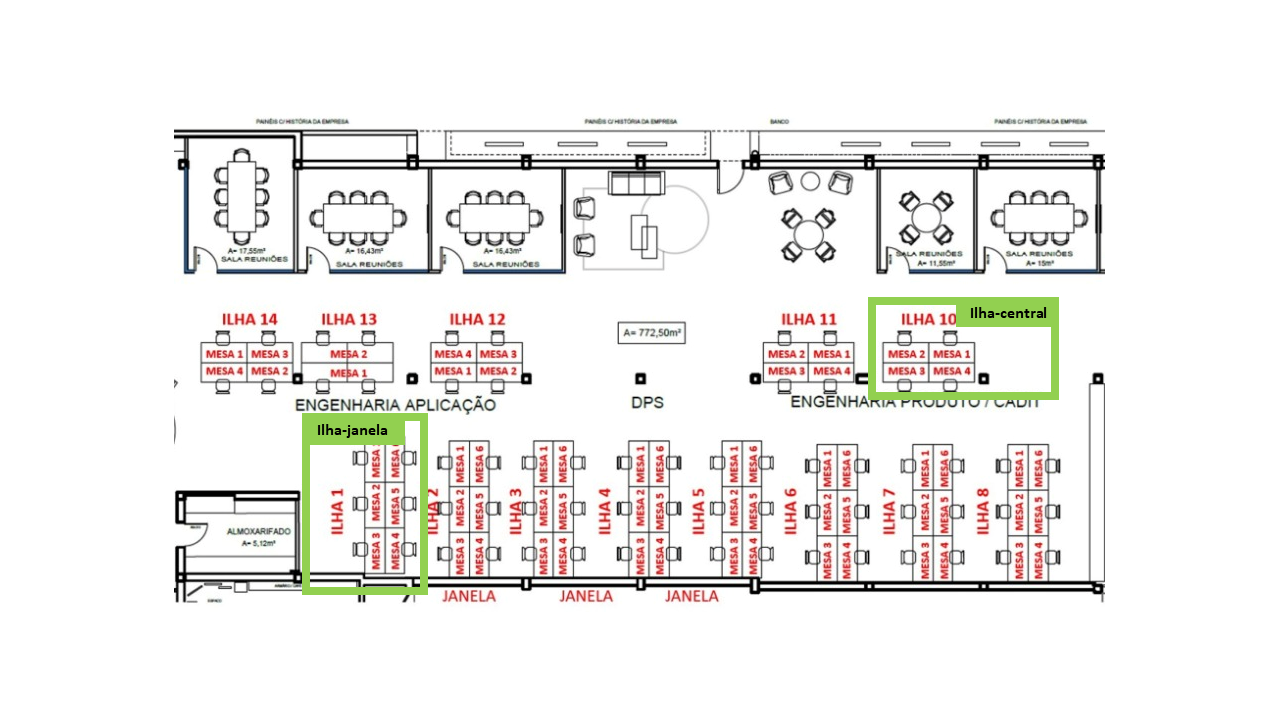 PAINÉIS C/ HISTÓRIA DA EMPRESA
PAINÉIS C/ HISTÓRIA DA EMPRESA
BANCO
PAINÉIS C/ HISTÓRIA DA EMPRESA
A= 17,55m²
SALA REUNIÕES
A= 16,43m²
SALA REUNIÕES
A= 16,43m²
SALA REUNIÕES
SALA REUNIÕES
A= 11,55m²
SALA REUNIÕES
A= 15m²
ILHA 14
ILHA 13
ILHA 12
A= 772,50m²
ILHA 11
ILHA 10
Ilha-central
MESA 1 MESA 3
MESA 4 MESA 2
MESA 2
MESA 1
MESA 4 MESA 3
MESA 1 MESA 2
MESA 2 MESA 1
MESA 3 MESA 4
MESA 2 MESA 1
MESA 3 MESA 4
ENGENHARIA APLICAÇÃO
DPS
ENGENHARIA PRODUTO / CADIT
Ilha-janela
ILHA 1
MESA
MESA 2 MESA 5
MESA 3 MESA 4
ILHA 2
MESA 1 MESA 6
MESA 2 MESA 5
MESA 3 MESA 4
ILHA 3
MESA 1 MESA 6
MESA 2 MESA 5
MESA 3 MESA 4
ILHA 4
MESA 1 MESA 6
MESA 2 MESA 5
MESA 3 MESA 4
ILHA 5
MESA 1 MESA 6
MESA 2 MESA 5
MESA 3 MESA 4
ILHA 6
MESA 1 MESA 6
MESA 2 MESA 5
MESA 3 MESA 4
ILHA 7
MESA 1 MESA 6
MESA 2 MESA 5
MESA 3 MESA 4
ILHA 8
MESA 1 MESA 6
MESA 2 MESA 5
MESA 3 MESA 4
ALMOXARIFADO
A= 5,12m²
JANELA
JANELA
JANELA